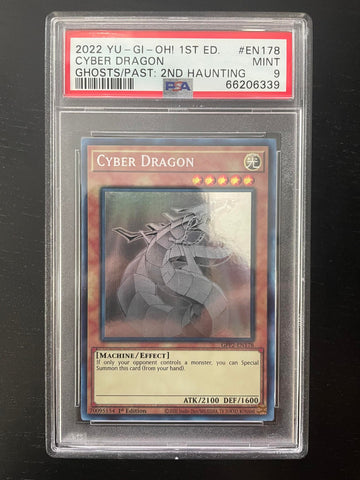 2022 YU-GI-OH! 1ST ED. #EN178
CYBER DRAGON MINT
GHOSTS/PAST: 2ND HAUNTING 9
PSA 66206339
CYBER DRAGON
光
[MACHINE/EFFECT]
If only your opponent controls a monster, you can Special
Summon this card (from your hand).
ATK/2100 DEF/1600
70095154 1st Edition